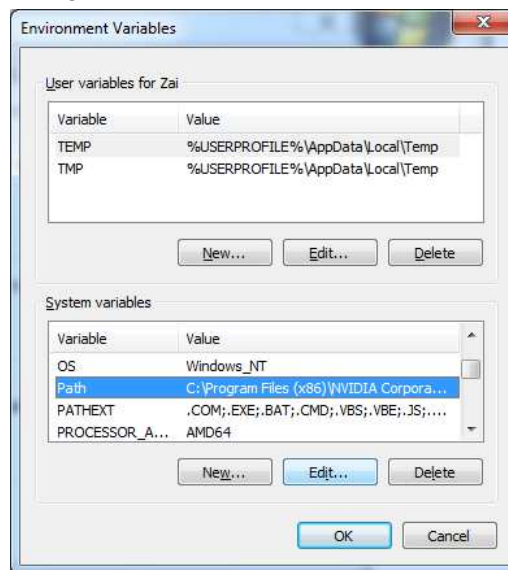 Environment Variables
User variables for Zai
Variable Value
TEMP %USERPROFILE%\AppData\Local\Temp
TMP %USERPROFILE%\AppData\Local\Temp
New... Edit... Delete
System variables
Variable Value
OS Windows_NT
Path C:\Program Files (x86)\NVIDIA Corpora...
PATHEXT .COM;.EXE;.BAT;.CMD;.VBS;.VBE;.JS;....
PROCESSOR_A... AMD64
New... Edit... Delete
OK Cancel